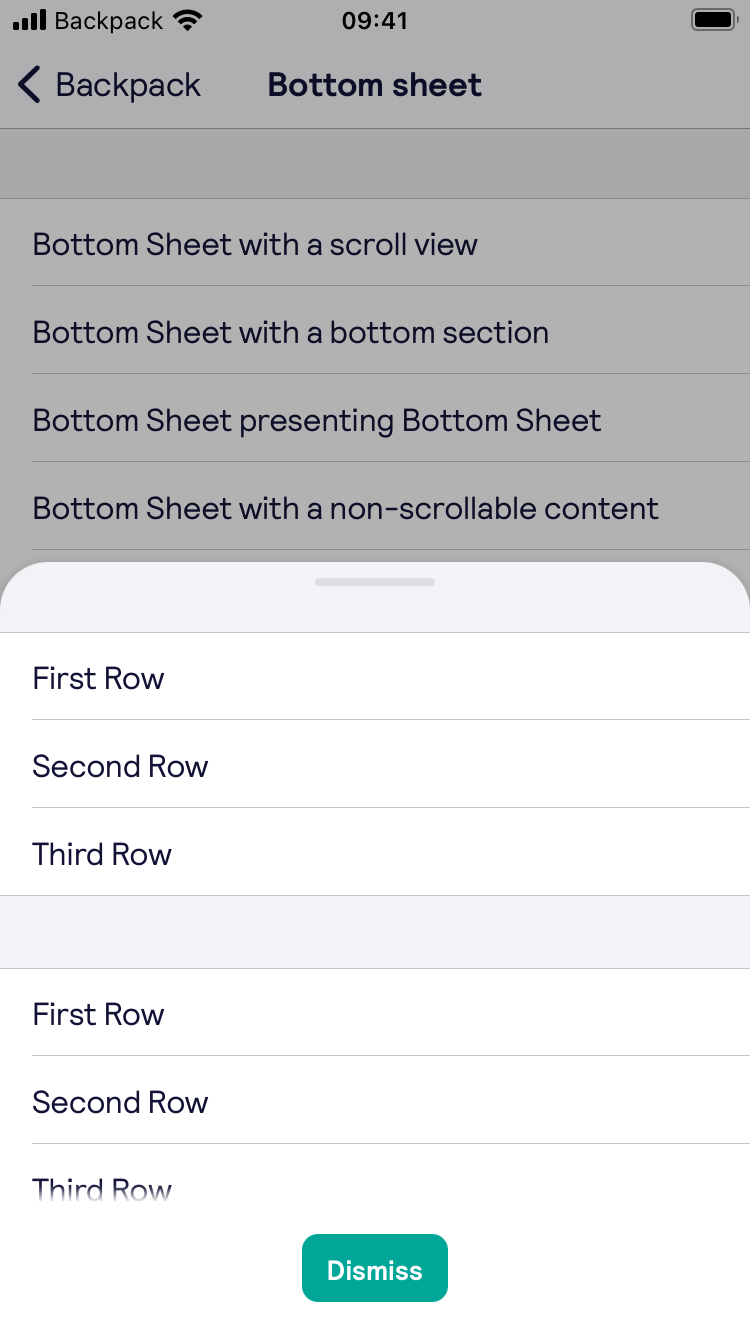 Backpack 09:41
Backpack Bottom sheet
Bottom Sheet with a scroll view
Bottom Sheet with a bottom section
Bottom Sheet presenting Bottom Sheet
Bottom Sheet with a non-scrollable content
First Row
Second Row
Third Row
First Row
Second Row
Third Row
Dismiss